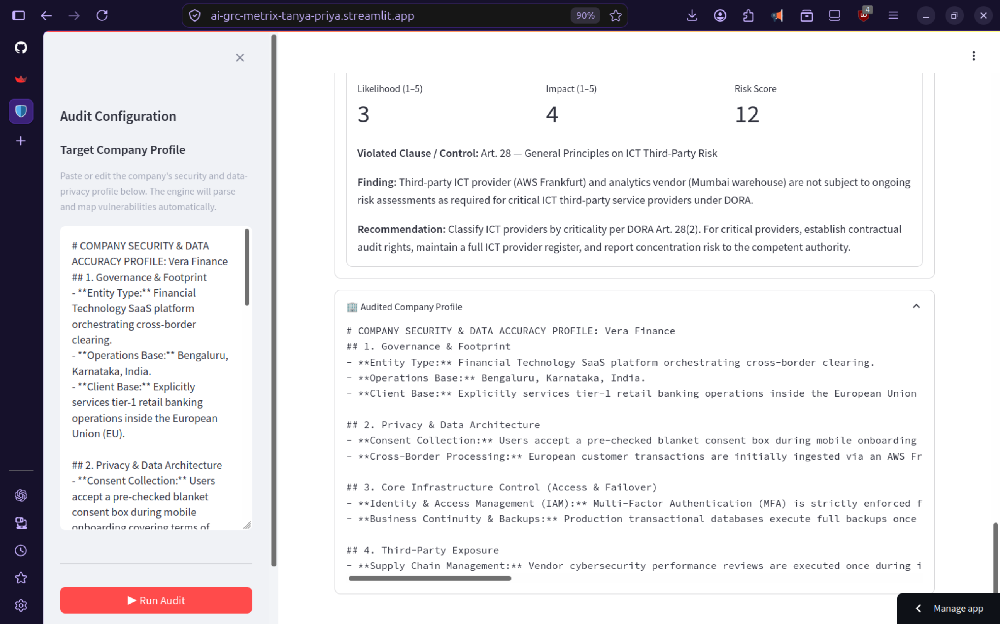 ai-grc-metrix-tanya-priya.streamlit.app
90%
4
Audit Configuration
Target Company Profile
Paste or edit the company's security and data-
privacy profile below. The engine will parse
and map vulnerabilities automatically.
# COMPANY SECURITY & DATA
ACCURACY PROFILE: Vera Finance
## 1. Governance & Footprint
- **Entity Type:** Financial
Technology SaaS platform
orchestrating cross-border
clearing.
- **Operations Base:** Bengaluru,
Karnataka, India.
- **Client Base:** Explicitly
services tier-1 retail banking
operations inside the European
Union (EU).
## 2. Privacy & Data Architecture
- **Consent Collection:** Users
accept a pre-checked blanket
consent box during mobile
onboarding covering terms of
▶ Run Audit
Likelihood (1–5)
Impact (1–5)
Risk Score
3
4
12
Violated Clause / Control: Art. 28 — General Principles on ICT Third-Party Risk
Finding: Third-party ICT provider (AWS Frankfurt) and analytics vendor (Mumbai warehouse) are not subject to ongoing
risk assessments as required for critical ICT third-party service providers under DORA.
Recommendation: Classify ICT providers by criticality per DORA Art. 28(2). For critical providers, establish contractual
audit rights, maintain a full ICT provider register, and report concentration risk to the competent authority.
Audited Company Profile
# COMPANY SECURITY & DATA ACCURACY PROFILE: Vera Finance
## 1. Governance & Footprint
- **Entity Type:** Financial Technology SaaS platform orchestrating cross-border clearing.
- **Operations Base:** Bengaluru, Karnataka, India.
- **Client Base:** Explicitly services tier-1 retail banking operations inside the European Union
## 2. Privacy & Data Architecture
- **Consent Collection:** Users accept a pre-checked blanket consent box during mobile onboarding
- **Cross-Border Processing:** European customer transactions are initially ingested via an AWS Fr
## 3. Core Infrastructure Control (Access & Failover)
- **Identity & Access Management (IAM):** Multi-Factor Authentication (MFA) is strictly enforced f
- **Business Continuity & Backups:** Production transactional databases execute full backups once
## 4. Third-Party Exposure
- **Supply Chain Management:** Vendor cybersecurity performance reviews are executed once during i
Manage app